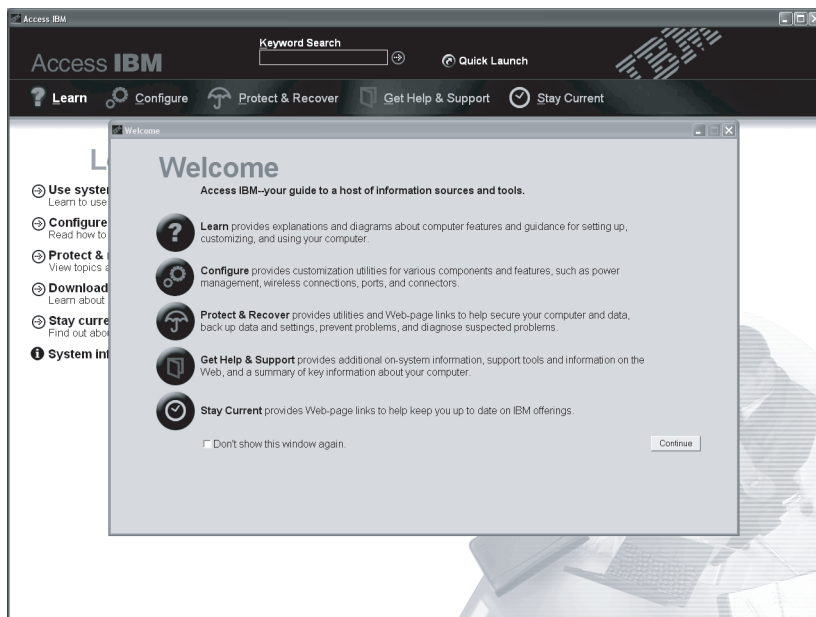 Access IBM
Access IBM
Keyword Search
Quick Launch
IBM
Learn
Configure
Protect & Recover
Get Help & Support
Stay Current
Welcome
Welcome
Access IBM--your guide to a host of information sources and tools.
Learn provides explanations and diagrams about computer features and guidance for setting up,
customizing, and using your computer.
Configure provides customization utilities for various components and features, such as power
management, wireless connections, ports, and connectors.
Protect & Recover provides utilities and Web-page links to help secure your computer and data,
back up data and settings, prevent problems, and diagnose suspected problems.
Get Help & Support provides additional on-system information, support tools and information on the
Web, and a summary of key information about your computer.
Stay Current provides Web-page links to help keep you up to date on IBM offerings.
Don't show this window again.
Continue
Use
Learn to use
Configure
Read how to
Protect &
View topics
Download
Learn about
Stay
Find out
System